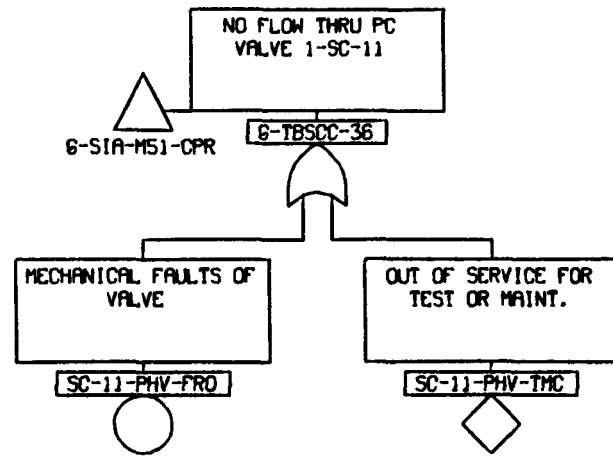 NO FLOW THRU PC
VALVE 1-SC-11
G-SIA-M51-CPR
G-TBSCC-36
MECHANICAL FAULTS OF
VALVE
OUT OF SERVICE FOR
TEST OR MAINT.
SC-11-PHV-FRO
SC-11-PHV-TMC